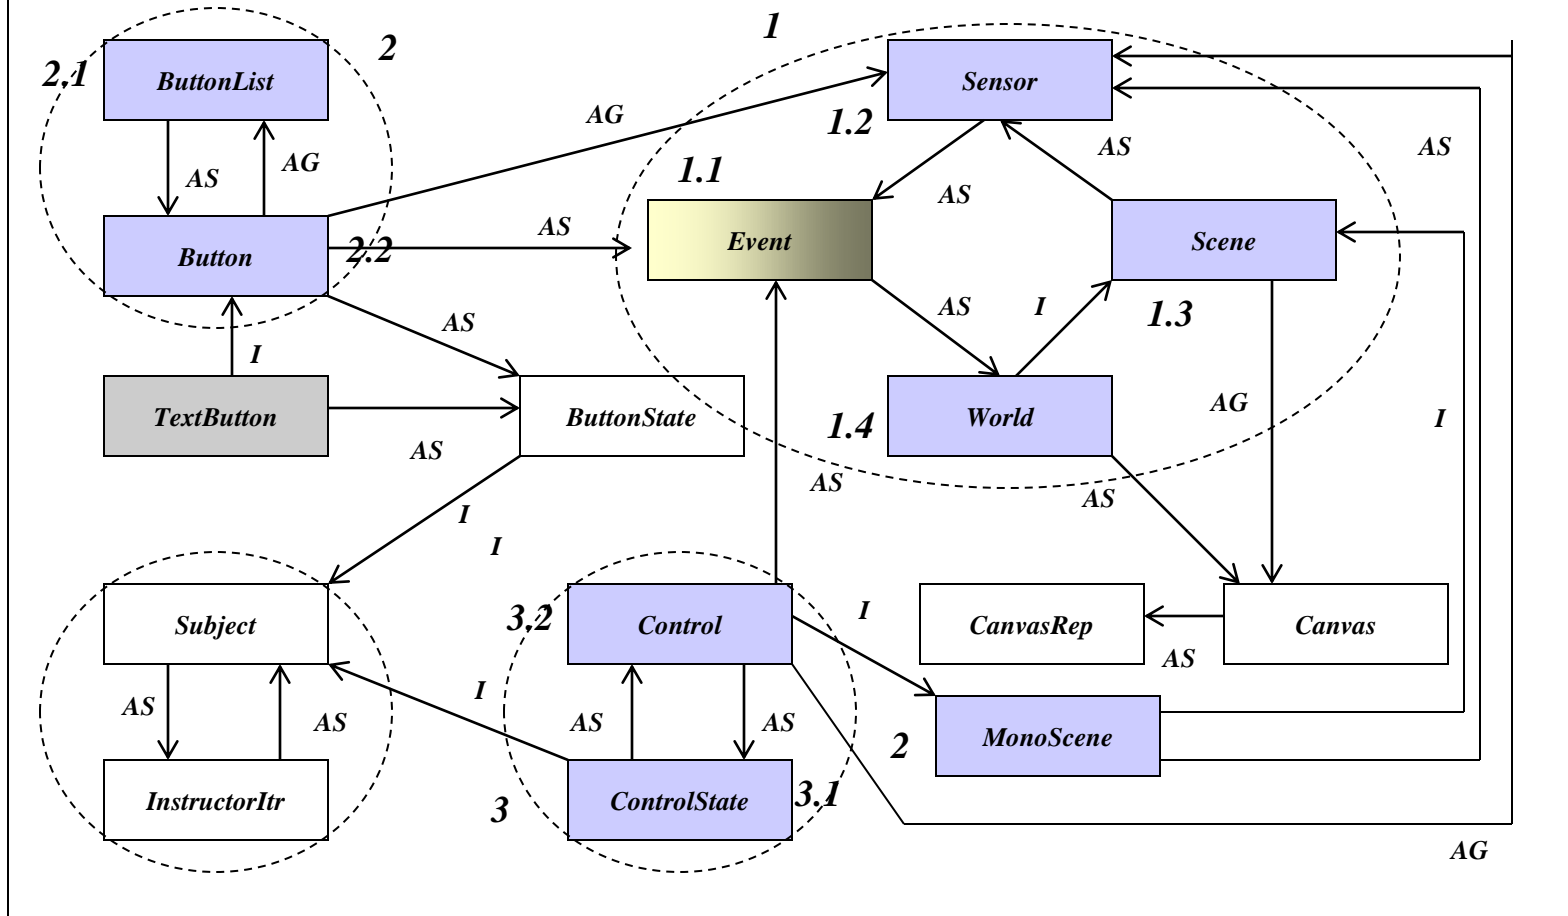 1
2
2.1
ButtonList
Sensor
AG
1.2
AS
AS
AG
1.1
AS
AS
AS
Button
2.2
Event
Scene
AS
AS
I
1.3
I
AG
I
TextButton
ButtonState
1.4
World
AS
AS
AS
I
I
Subject
3.2
Control
I
CanvasRep
Canvas
AS
I
AS
AS
AS
AS
2
MonoScene
InstructorItr
3
ControlState
3.1
AG